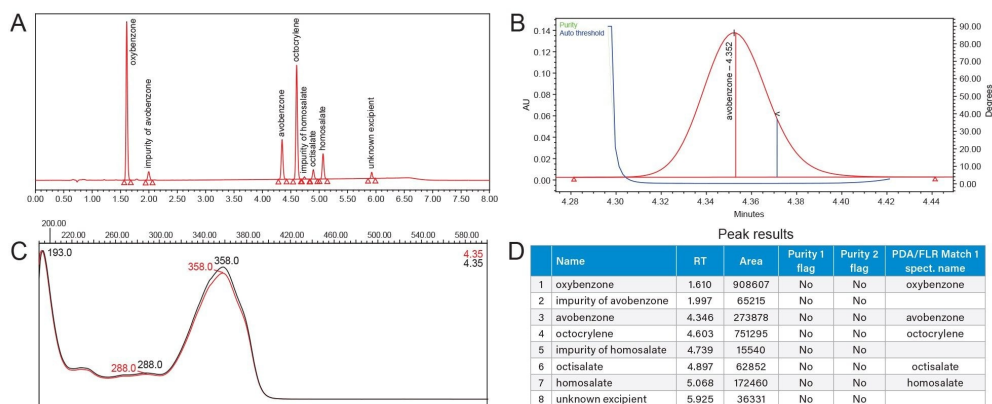 A
oxybenzone
impurity of avobenzone
avobenzone
octocrylene
impurity of homosalate
octisalate
homosalate
unknown excipient
0.00 0.50 1.00 1.50 2.00 2.50 3.00 3.50 4.00 4.50 5.00 5.50 6.00 6.50 7.00 7.50 8.00
B
Purity
Auto threshold
avobenzone – 4.352
AU
0.14
0.12
0.10
0.08
0.06
0.04
0.02
0.00
90.00
80.00
70.00
60.00
50.00
40.00
30.00
20.00
10.00
0.00
Degrees
4.28 4.30 4.32 4.34 4.36 4.38 4.40 4.42 4.44
Minutes
C
200.00
220.00 260.00 300.00 340.00 380.00 420.00 460.00 500.00 540.00 580.00
193.0
358.0
358.0
288.0
288.0
4.35
4.35
Peak results
D
Name RT Area Purity 1 flag Purity 2 flag PDA/FLR Match 1 spect. name
1 oxybenzone 1.610 908607 No No oxybenzone
2 impurity of avobenzone 1.997 65215 No No
3 avobenzone 4.346 273878 No No avobenzone
4 octocrylene 4.603 751295 No No octocrylene
5 impurity of homosalate 4.739 15540 No No
6 octisalate 4.897 62852 No No octisalate
7 homosalate 5.068 172460 No No homosalate
8 unknown excipient 5.925 36331 No No